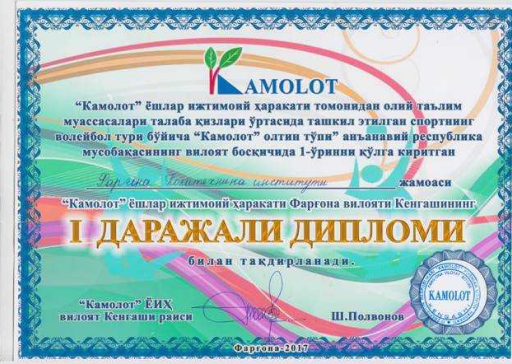 KAMOLOT
“Камолот” ёшлар ижтимоий ҳаракати томонидан олий таълим
муассасалари талаба қизлари ўртасида ташкил этилган спортнинг
волейбол тури бўйича “Камолот” олтин тўпи” анъанавий республика
мусобақасининг вилоят босқичида 1-ўринни қўлга киритган
Фарғона Политехника институти жамоаси
“Камолот” ёшлар ижтимоий ҳаракати Фарғона вилояти Кенгашининг
I ДАРАЖАЛИ ДИПЛОМИ
билан тақдирланади.
“Камолот” ЁИҲ
вилоят Кенгаши раиси
Ш.Полвонов
KAMOLOT
Фарғона-2017